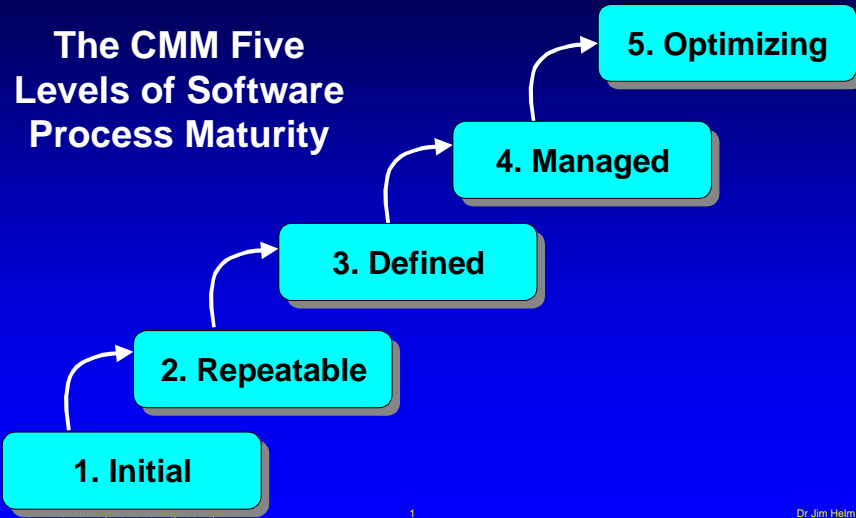 The CMM Five
Levels of Software
Process Maturity
5. Optimizing
4. Managed
3. Defined
2. Repeatable
1. Initial
1
Dr Jim Helm